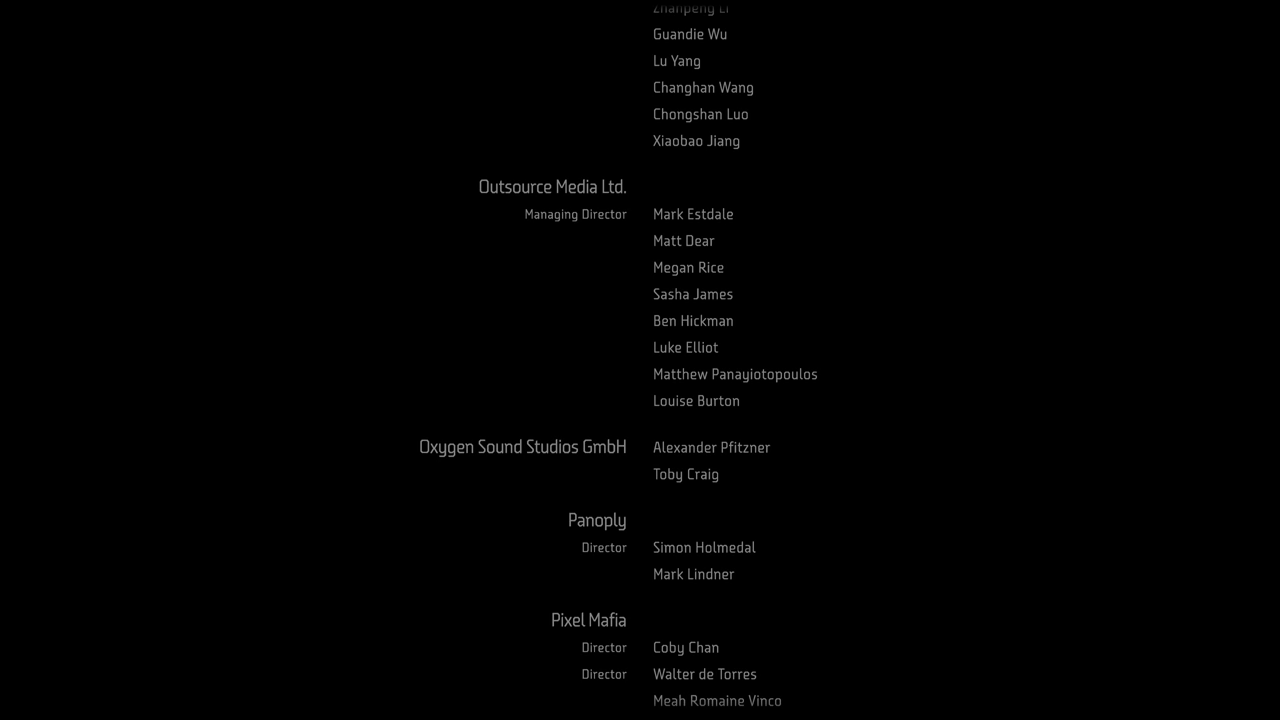 Zhanpeng Li
Guandie Wu
Lu Yang
Changhan Wang
Chongshan Luo
Xiaobao Jiang
Outsource Media Ltd.
Managing Director Mark Estdale
Matt Dear
Megan Rice
Sasha James
Ben Hickman
Luke Elliot
Matthew Panayiotopoulos
Louise Burton
Oxygen Sound Studios GmbH Alexander Pfitzner
Toby Craig
Panoply
Director Simon Holmedal
Mark Lindner
Pixel Mafia
Director Coby Chan
Director Walter de Torres
Meah Romaine Vinco